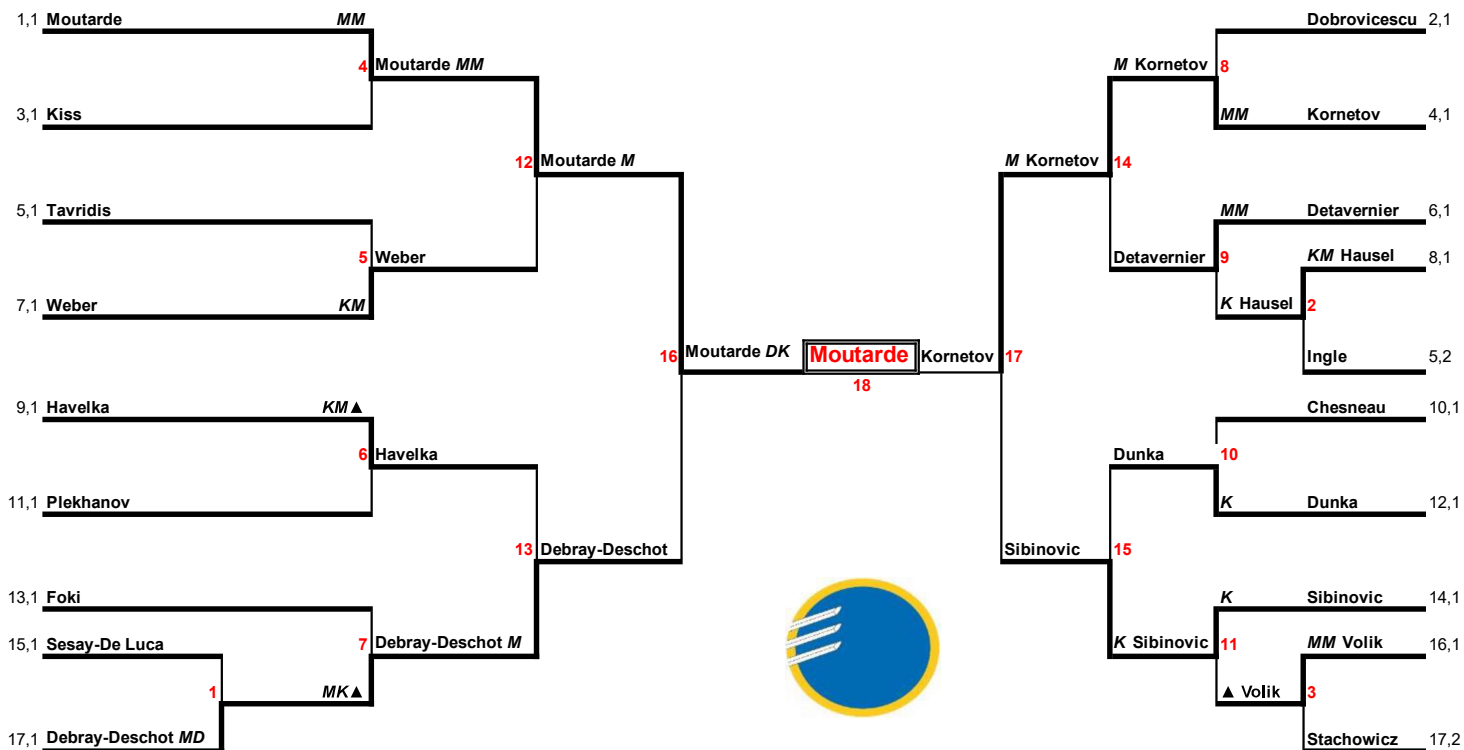 1,1 Moutarde MM Dobrovicescu 2,1
4 Moutarde MM M Kornetov 8
3,1 Kiss MM Kornetov 4,1
12 Moutarde M M Kornetov 14
5,1 Tavridis MM Detavernier 6,1
5 Weber Detavernier 9 KM Hausel 8,1
7,1 Weber KM K Hausel 2
16 Moutarde DK Moutarde Kornetov 17 Ingle 5,2
18
9,1 Havelka KM▲ Chesneau 10,1
6 Havelka Dunka 10
11,1 Plekhanov K Dunka 12,1
13 Debray-Deschot Sibinovic 15
13,1 Foki K Sibinovic 14,1
15,1 Sesay-De Luca 7 Debray-Deschot M K Sibinovic 11 MM Volik 16,1
1 MK▲ ▲ Volik 3
17,1 Debray-Deschot MD Stachowicz 17,2